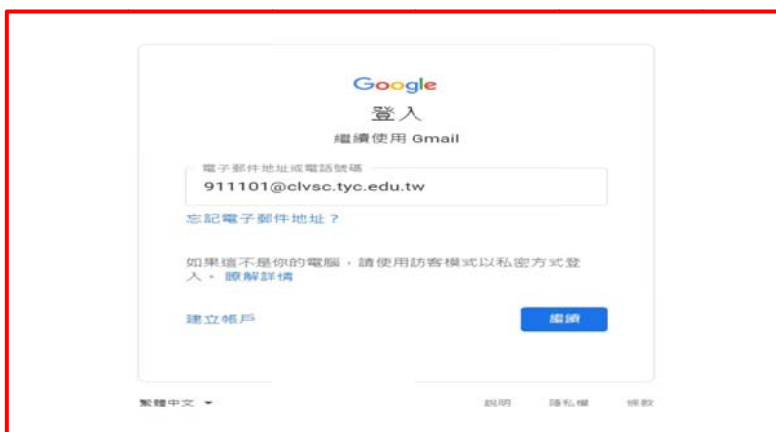 Google
登入
繼續使用 Gmail
電子郵件地址或電話號碼
911101@clvsc.tyc.edu.tw
忘記電子郵件地址？
如果這不是你的電腦，請使用訪客模式以私密方式登
入。 瞭解詳情
建立帳戶
繼續
繁體中文
說明 隱私權 條款